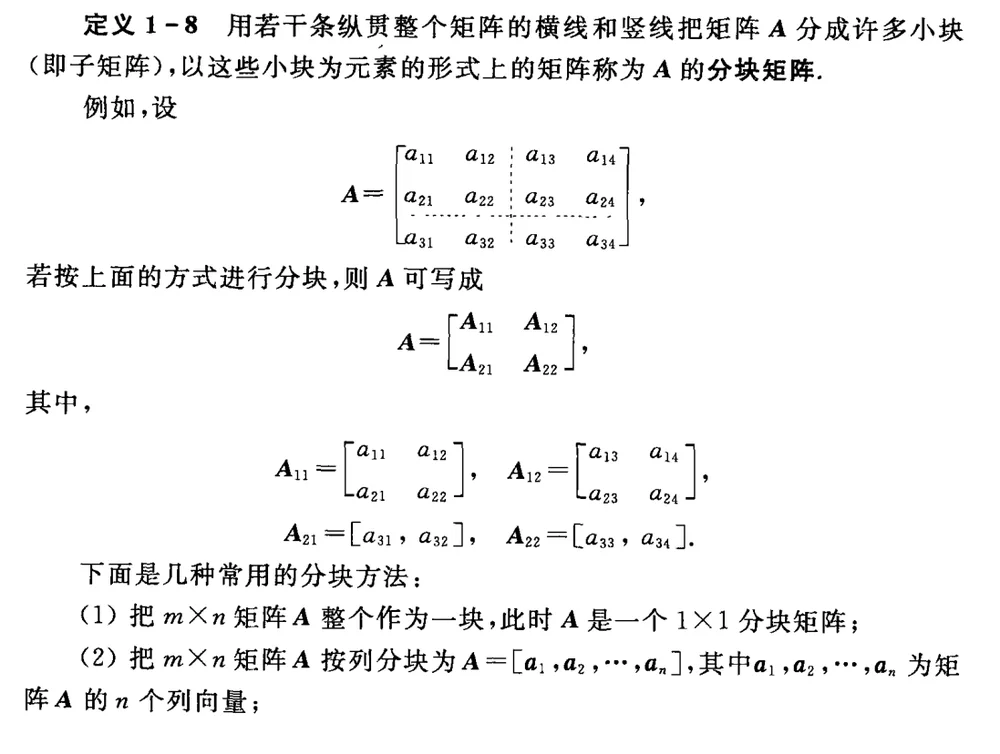 定义 1-8 用若干条纵贯整个矩阵的横线和竖线把矩阵 A 分成许多小块
(即子矩阵),以这些小块为元素的形式上的矩阵称为 A 的分块矩阵.
例如,设
a₁₁ a₁₂ a₁₃ a₁₄
A= a₂₁ a₂₂ a₂₃ a₂₄ ,
a₃₁ a₃₂ a₃₃ a₃₄
若按上面的方式进行分块,则 A 可写成
A₁₁ A₁₂
A=[ ],
A₂₁ A₂₂
其中,
a₁₁ a₁₂ a₁₃ a₁₄
A₁₁=[ ], A₁₂=[ ],
a₂₁ a₂₂ a₂₃ a₂₄
A₂₁=[a₃₁, a₃₂], A₂₂=[a₃₃, a₃₄].
下面是几种常用的分块方法:
(1) 把 m×n 矩阵 A 整个作为一块,此时 A 是一个 1×1 分块矩阵;
(2) 把 m×n 矩阵 A 按列分块为 A=[a₁,a₂,⋯,aₙ],其中a₁,a₂,⋯,aₙ 为矩
阵 A 的 n 个列向量;